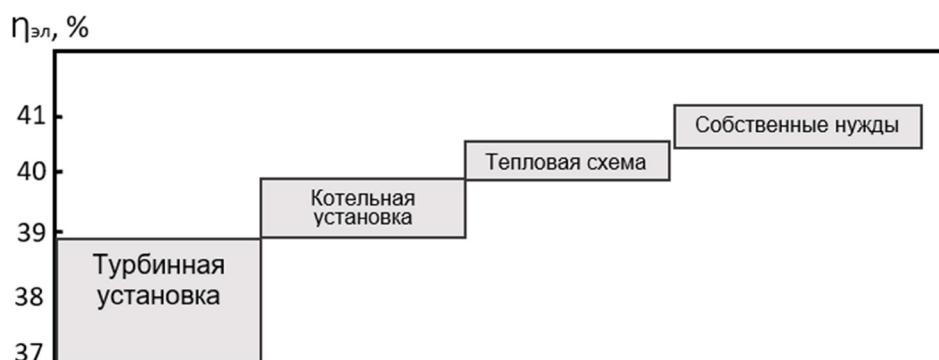 ηэл, %
41
Собственные нужды
40
Тепловая схема
Котельная
установка
39
Турбинная
установка
38
37